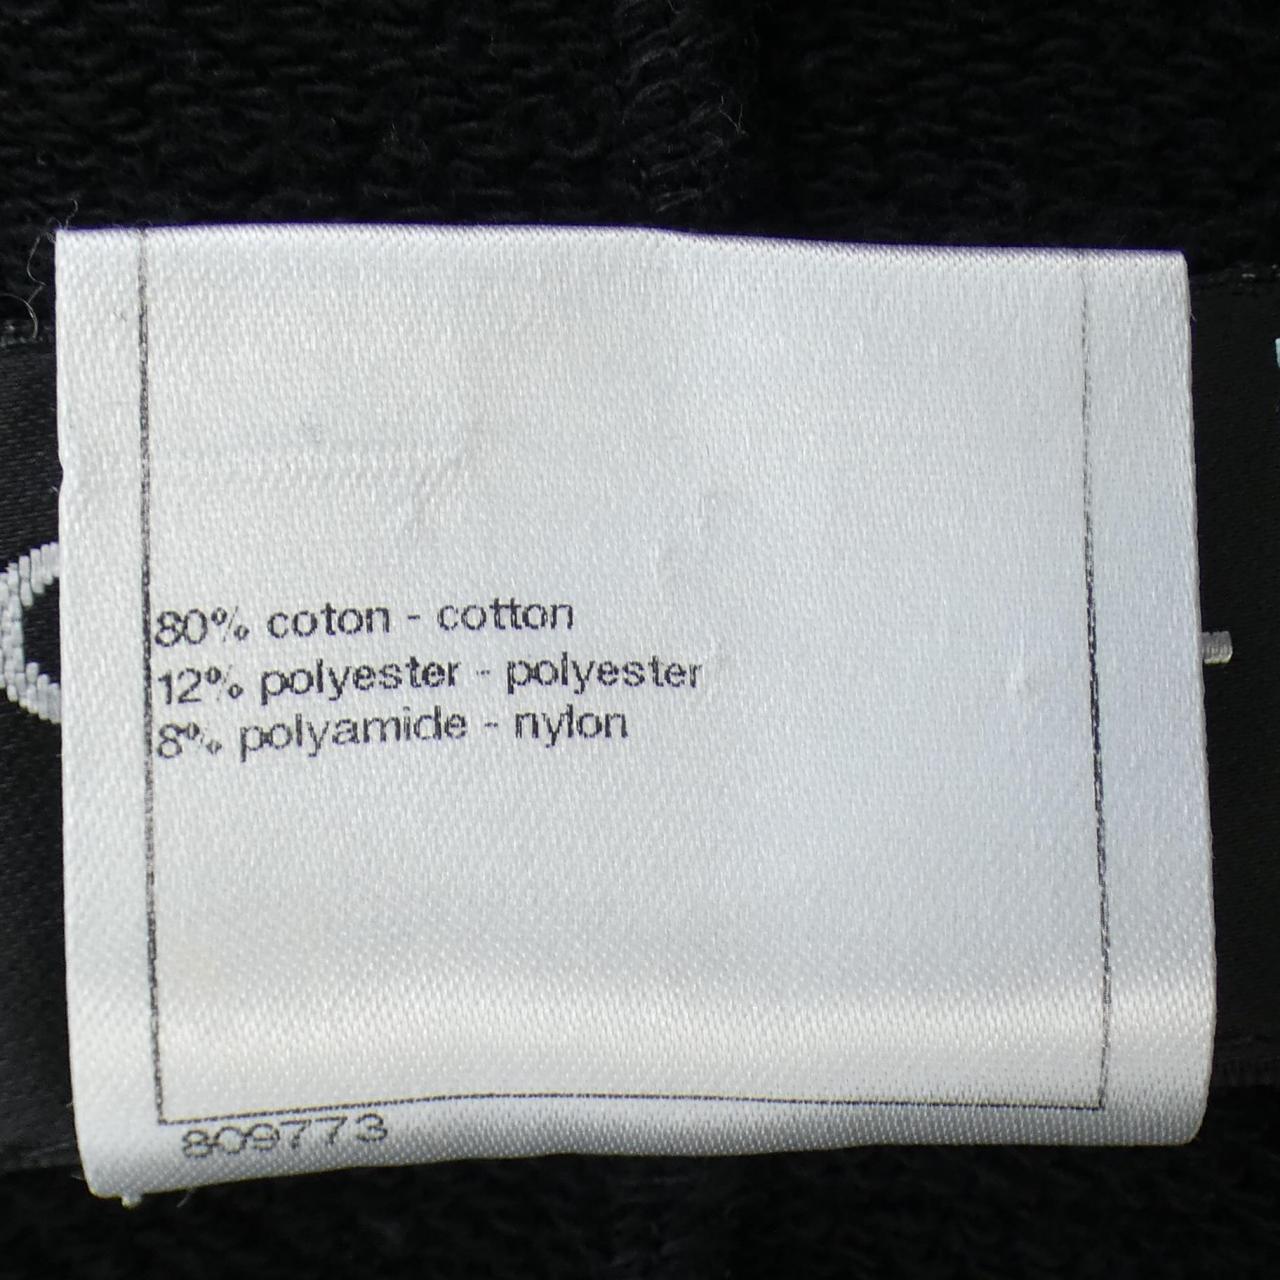 80% coton - cotton
12% polyester - polyester
8% polyamide - nylon
809773